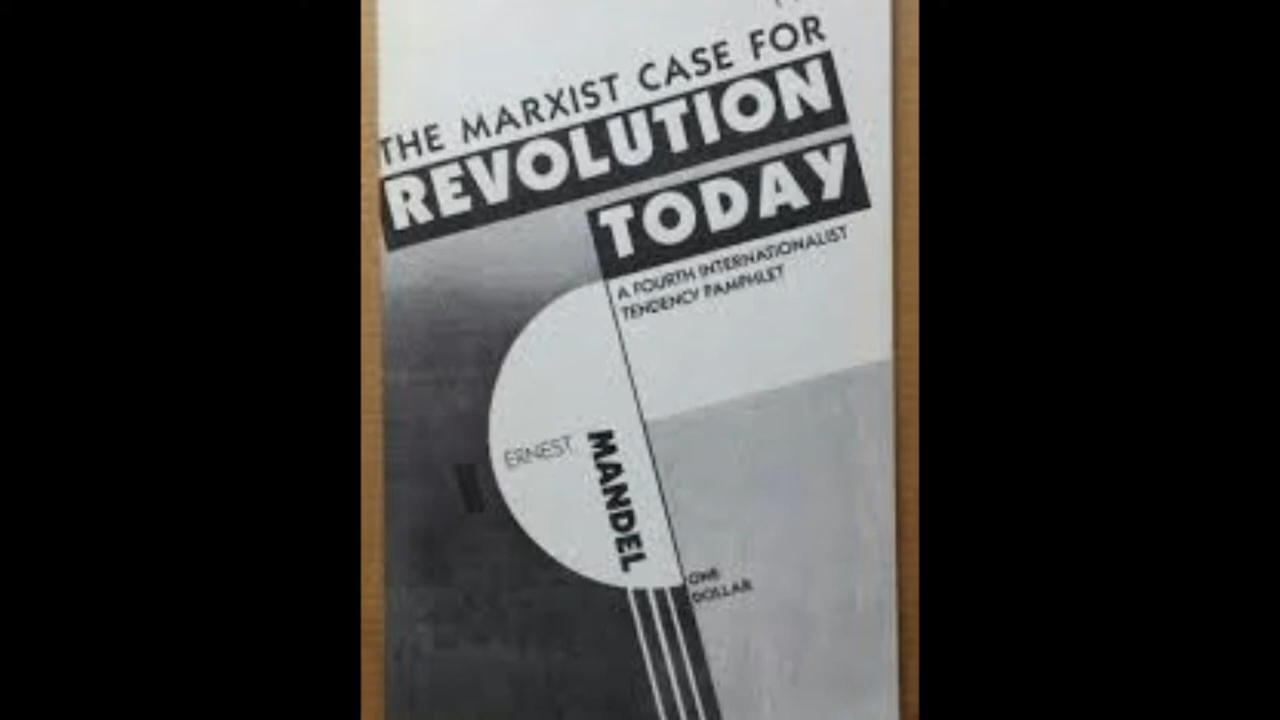 THE MARXIST CASE FOR
REVOLUTION
TODAY
A FOURTH INTERNATIONALIST
TENDENCY PAMPHLET
ERNEST
MANDEL
ONE
DOLLAR